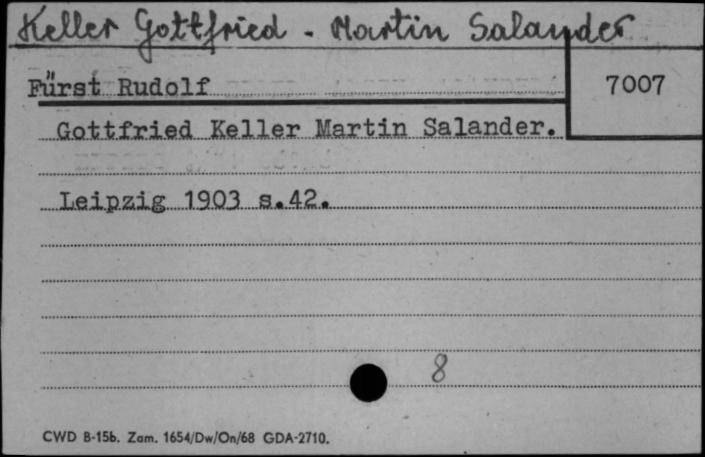 Keller Gottfried - Martin Salander
Fürst Rudolf
7007
Gottfried Keller Martin Salander.
Leipzig 1903 s.42.
8
CWD B-15b. Zam. 1654/Dw/On/68 GDA-2710.